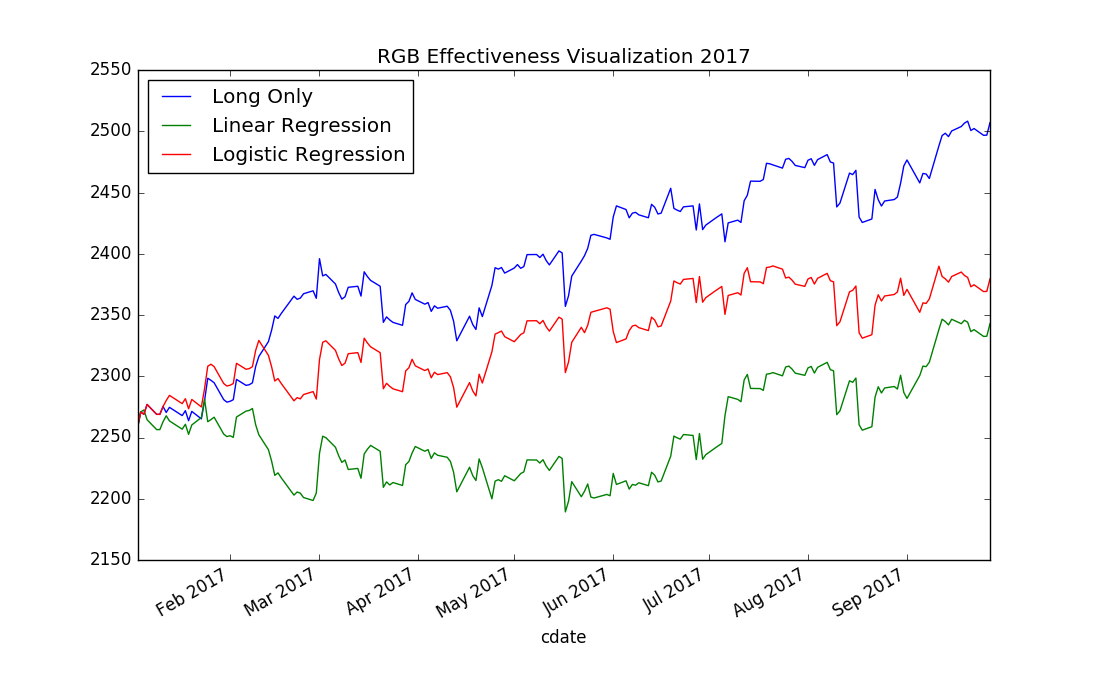 RGB Effectiveness Visualization 2017
2550
2500
2450
2400
2350
2300
2250
2200
2150
Long Only
Linear Regression
Logistic Regression
Feb 2017
Mar 2017
Apr 2017
May 2017
Jun 2017
Jul 2017
Aug 2017
Sep 2017
cdate